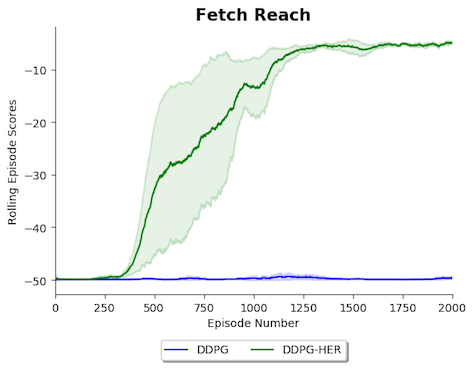 Fetch Reach
Rolling Episode Scores
−10
−20
−30
−40
−50
0 250 500 750 1000 1250 1500 1750 2000
Episode Number
DDPG DDPG-HER